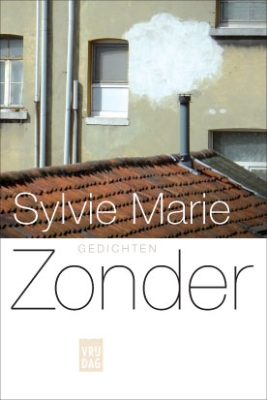 Sylvie Marie
GEDICHTEN
Zonder
VRIJ
DAG